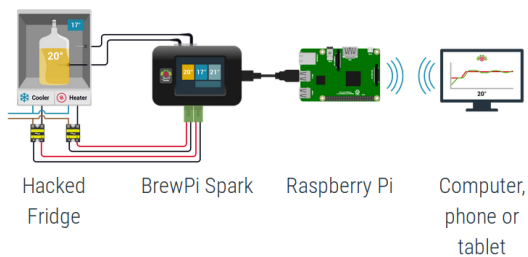 17°
20°
Cooler
Heater
20° 17° 21°
20°
Hacked
Fridge
BrewPi Spark
Raspberry Pi
Computer,
phone or
tablet